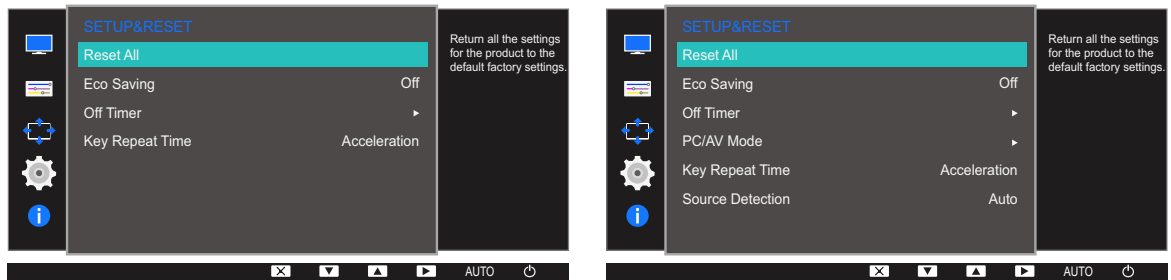 SETUP&RESET
Reset All
Eco Saving Off
Off Timer
Key Repeat Time Acceleration
Return all the settings
for the product to the
default factory settings.
AUTO
SETUP&RESET
Reset All
Eco Saving Off
Off Timer
PC/AV Mode
Key Repeat Time Acceleration
Source Detection Auto
Return all the settings
for the product to the
default factory settings.
AUTO